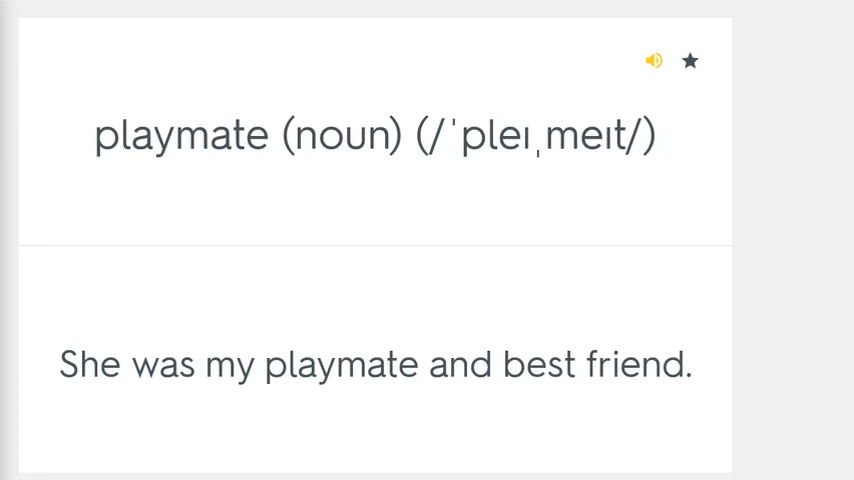 playmate (noun) (/ˈpleɪˌmeɪt/)
She was my playmate and best friend.